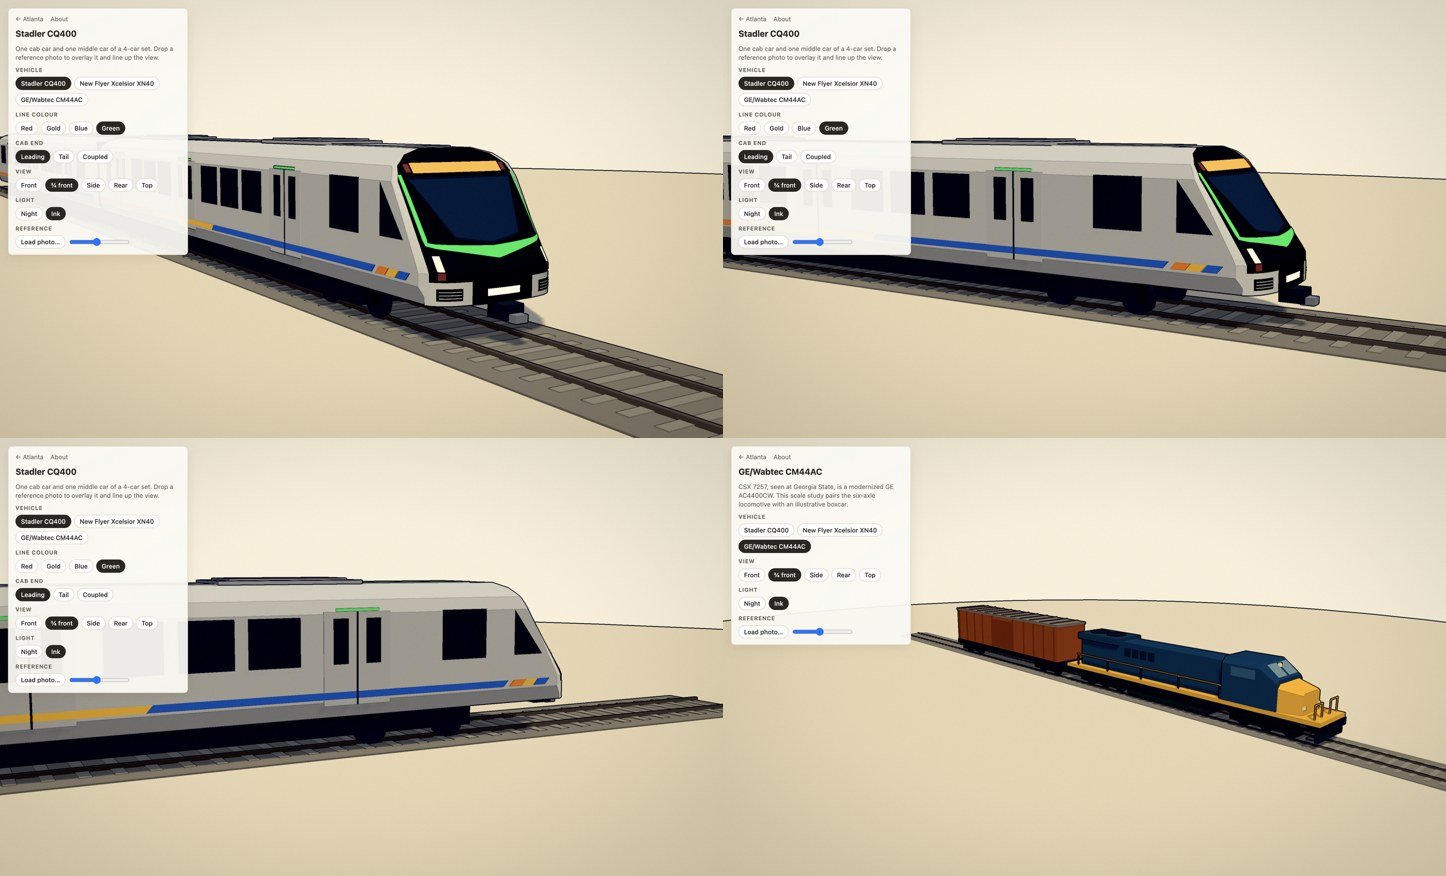 ← Atlanta About
Stadler CQ400
One cab car and one middle car of a 4-car set. Drop a
reference photo to overlay it and line up the view.
VEHICLE
Stadler CQ400 New Flyer Xcelsior XN40
GE/Wabtec CM44AC
LINE COLOUR
Red Gold Blue Green
CAB END
Leading Tail Coupled
VIEW
Front ¾ front Side Rear Top
LIGHT
Night Ink
REFERENCE
Load photo...
← Atlanta About
Stadler CQ400
One cab car and one middle car of a 4-car set. Drop a
reference photo to overlay it and line up the view.
VEHICLE
Stadler CQ400 New Flyer Xcelsior XN40
GE/Wabtec CM44AC
LINE COLOUR
Red Gold Blue Green
CAB END
Leading Tail Coupled
VIEW
Front ¾ front Side Rear Top
LIGHT
Night Ink
REFERENCE
Load photo...
← Atlanta About
Stadler CQ400
One cab car and one middle car of a 4-car set. Drop a
reference photo to overlay it and line up the view.
VEHICLE
Stadler CQ400 New Flyer Xcelsior XN40
GE/Wabtec CM44AC
LINE COLOUR
Red Gold Blue Green
CAB END
Leading Tail Coupled
VIEW
Front ¾ front Side Rear Top
LIGHT
Night Ink
REFERENCE
Load photo...
← Atlanta About
GE/Wabtec CM44AC
CSX 7257, seen at Georgia State, is a modernized GE
AC4400CW. This scale study pairs the six-axle
locomotive with an illustrative boxcar.
VEHICLE
Stadler CQ400 New Flyer Xcelsior XN40
GE/Wabtec CM44AC
VIEW
Front ¾ front Side Rear Top
LIGHT
Night Ink
REFERENCE
Load photo...